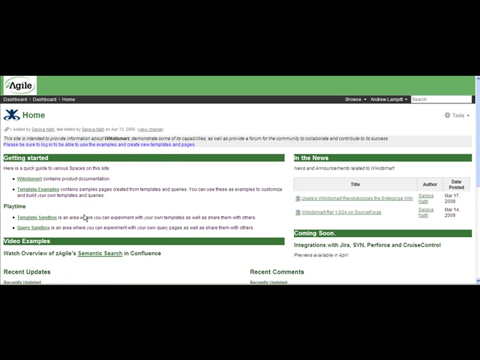 zAgile
Dashboard > Dashboard > Home
Browse
Andrew Lampitt
Search
Home
Tools
Added by Sanjiva Nath, last edited by Sanjiva Nath on Apr 13, 2009 (view change)
This site is intended to provide information about Wikidsmart, demonstrate some of its capabilities, as well as provide a forum for the community to collaborate and contribute to its success.
Please be sure to log in to be able to use the examples and create new templates and pages.
Getting started
Here is a quick guide to various Spaces on this site:
• Wikidsmart contains product documentation.
• Template Examples contains sample pages created from templates and queries. You can use these as examples to customize
and build your own templates and queries.
Playtime
• Template Sandbox is an area where you can experiment with your own templates as well as share them with others.
• Query Sandbox is an area where you can experiment with your own query pages as well as share them with others.
Video Examples
Watch Overview of zAgile's Semantic Search in Confluence
Recent Updates
Recently Updated
In the News
News and Announcements related to Wikidsmart
Title Author Date Posted
zAgile's Wikidsmart Revolutionizes the Enterprise Wiki Sanjiva Nath Mar 17, 2009
Wikidsmart Rel 1.0GA on SourceForge Sanjiva Nath Mar 14, 2009
Coming Soon.
Integrations with Jira, SVN, Perforce and CruiseControl
Previews available in April
Recent Comments
Recently Updated